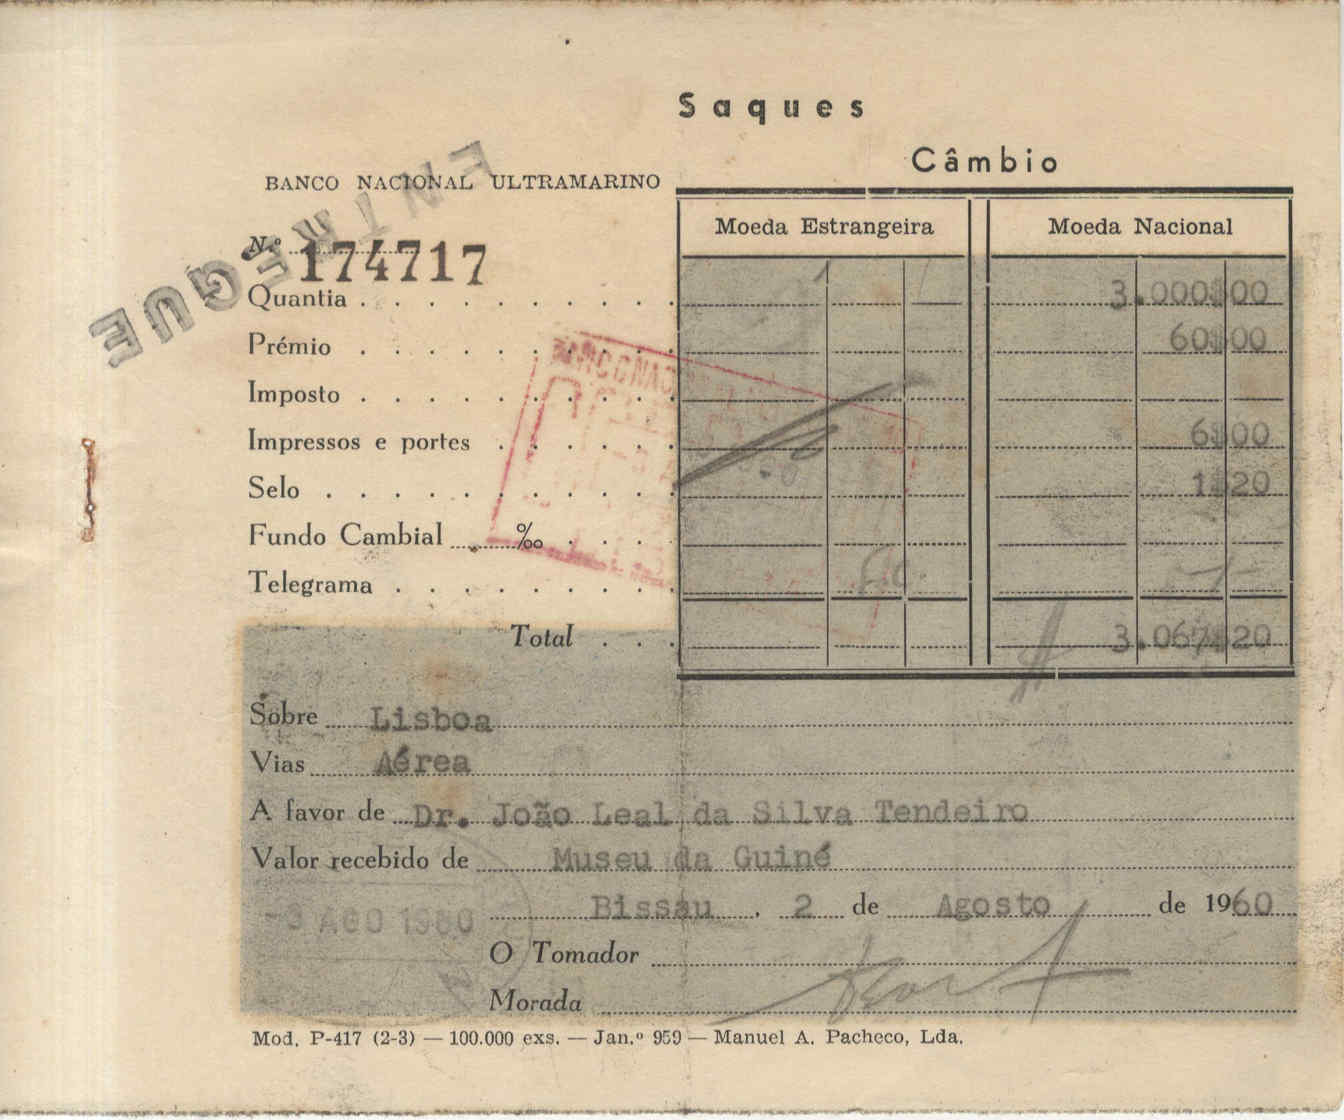 Saques
Câmbio
BANCO NACIONAL ULTRAMARINO
ENTREGUE
Moeda Estrangeira
Moeda Nacional
N.º 174717
Quantia 3.000$00
Prémio 60$00
Imposto
Impressos e portes 6$00
Selo 1$20
Fundo Cambial ‰
Telegrama
Total 3.067$20
Sobre Lisboa
Vias Aérea
A favor de Dr. João Leal da Silva Tendeiro
Valor recebido de Museu da Guiné
Bissau, 2 de Agosto de 1960
-3 AGO 1960
O Tomador
Morada
Mod. P-417 (2-3) — 100.000 exs. — Jan.º 959 — Manuel A. Pacheco, Lda.